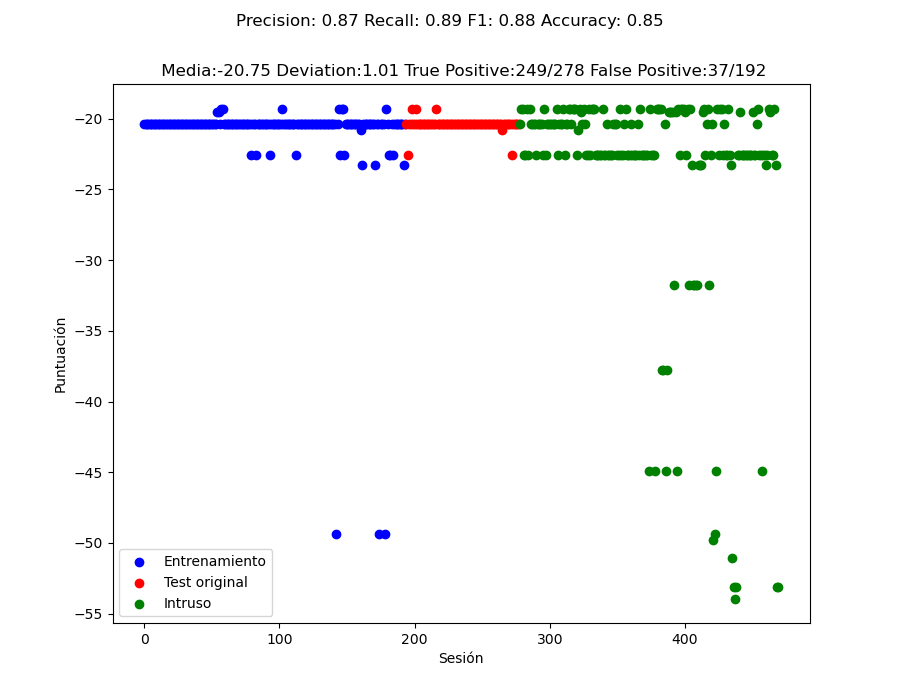 Precision: 0.87 Recall: 0.89 F1: 0.88 Accuracy: 0.85
Media:-20.75 Deviation:1.01 True Positive:249/278 False Positive:37/192
−20
−25
−30
−35
−40
−45
−50
−55
Puntuación
Entrenamiento
Test original
Intruso
0 100 200 300 400
Sesión